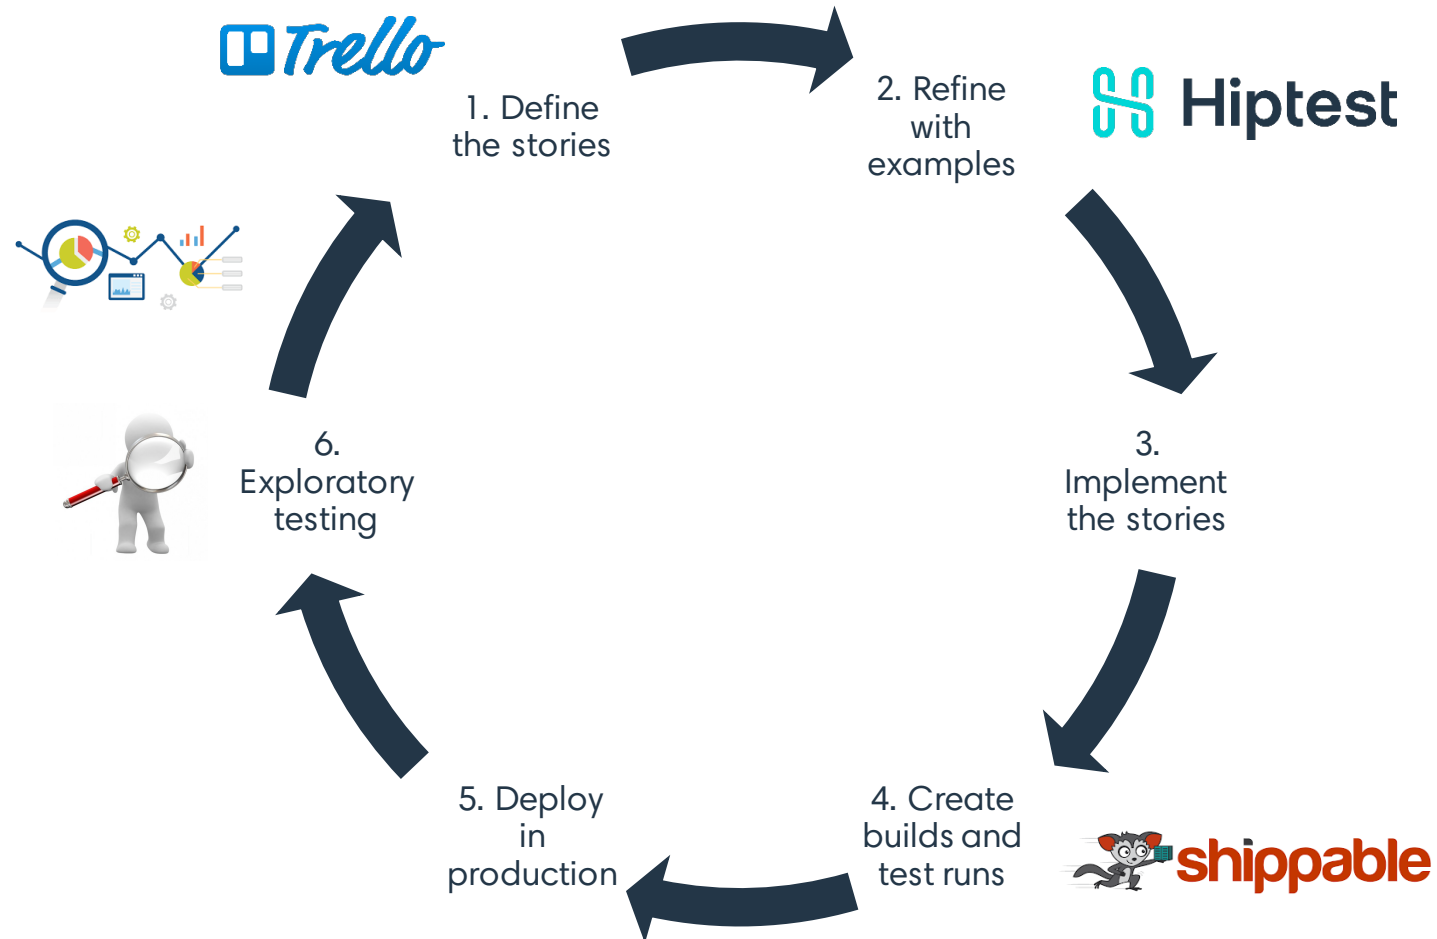 Trello
1. Define
the stories
2. Refine
with
examples
Hiptest
3.
Implement
the stories
4. Create
builds and
test runs
shippable
5. Deploy
in
production
6.
Exploratory
testing